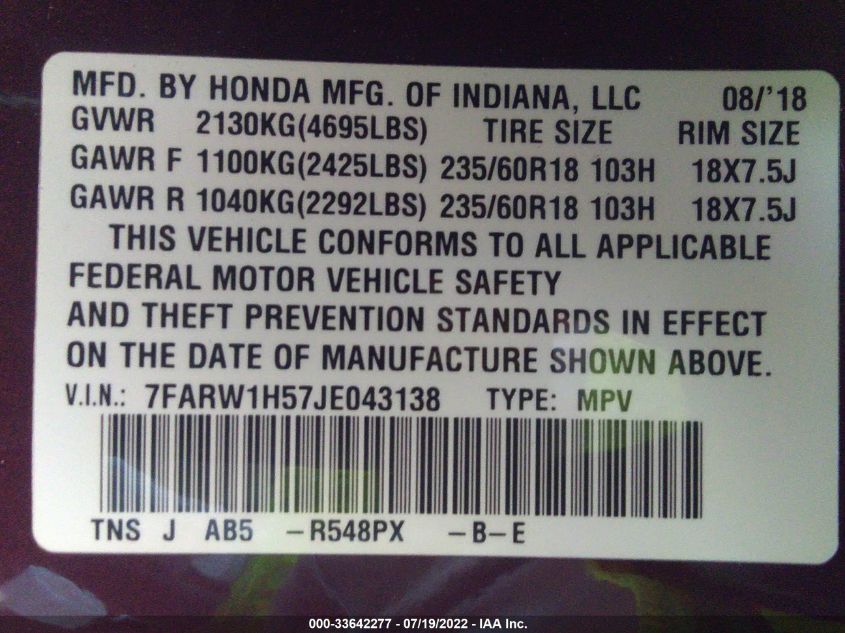 MFD. BY HONDA MFG. OF INDIANA, LLC 08/'18
GVWR 2130KG(4695LBS) TIRE SIZE RIM SIZE
GAWR F 1100KG(2425LBS) 235/60R18 103H 18X7.5J
GAWR R 1040KG(2292LBS) 235/60R18 103H 18X7.5J
THIS VEHICLE CONFORMS TO ALL APPLICABLE
FEDERAL MOTOR VEHICLE SAFETY
AND THEFT PREVENTION STANDARDS IN EFFECT
ON THE DATE OF MANUFACTURE SHOWN ABOVE.
V.I.N.: 7FARW1H57JE043138 TYPE: MPV
TNS J AB5 -R548PX -B-E
000-33642277 - 07/19/2022 - IAA Inc.